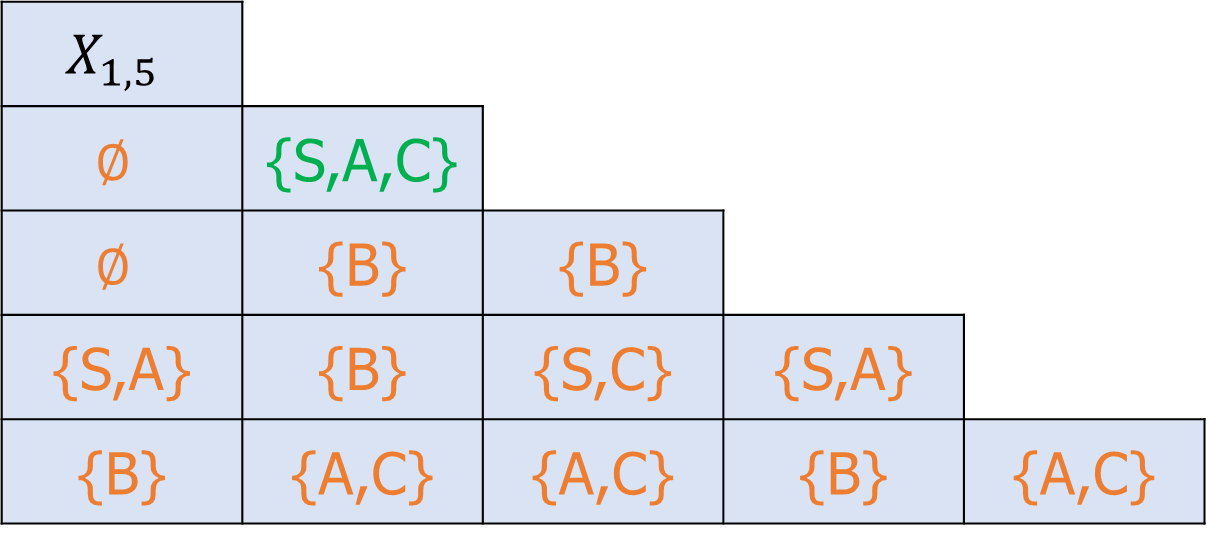 X1,5
∅ {S,A,C}
∅ {B} {B}
{S,A} {B} {S,C} {S,A}
{B} {A,C} {A,C} {B} {A,C}